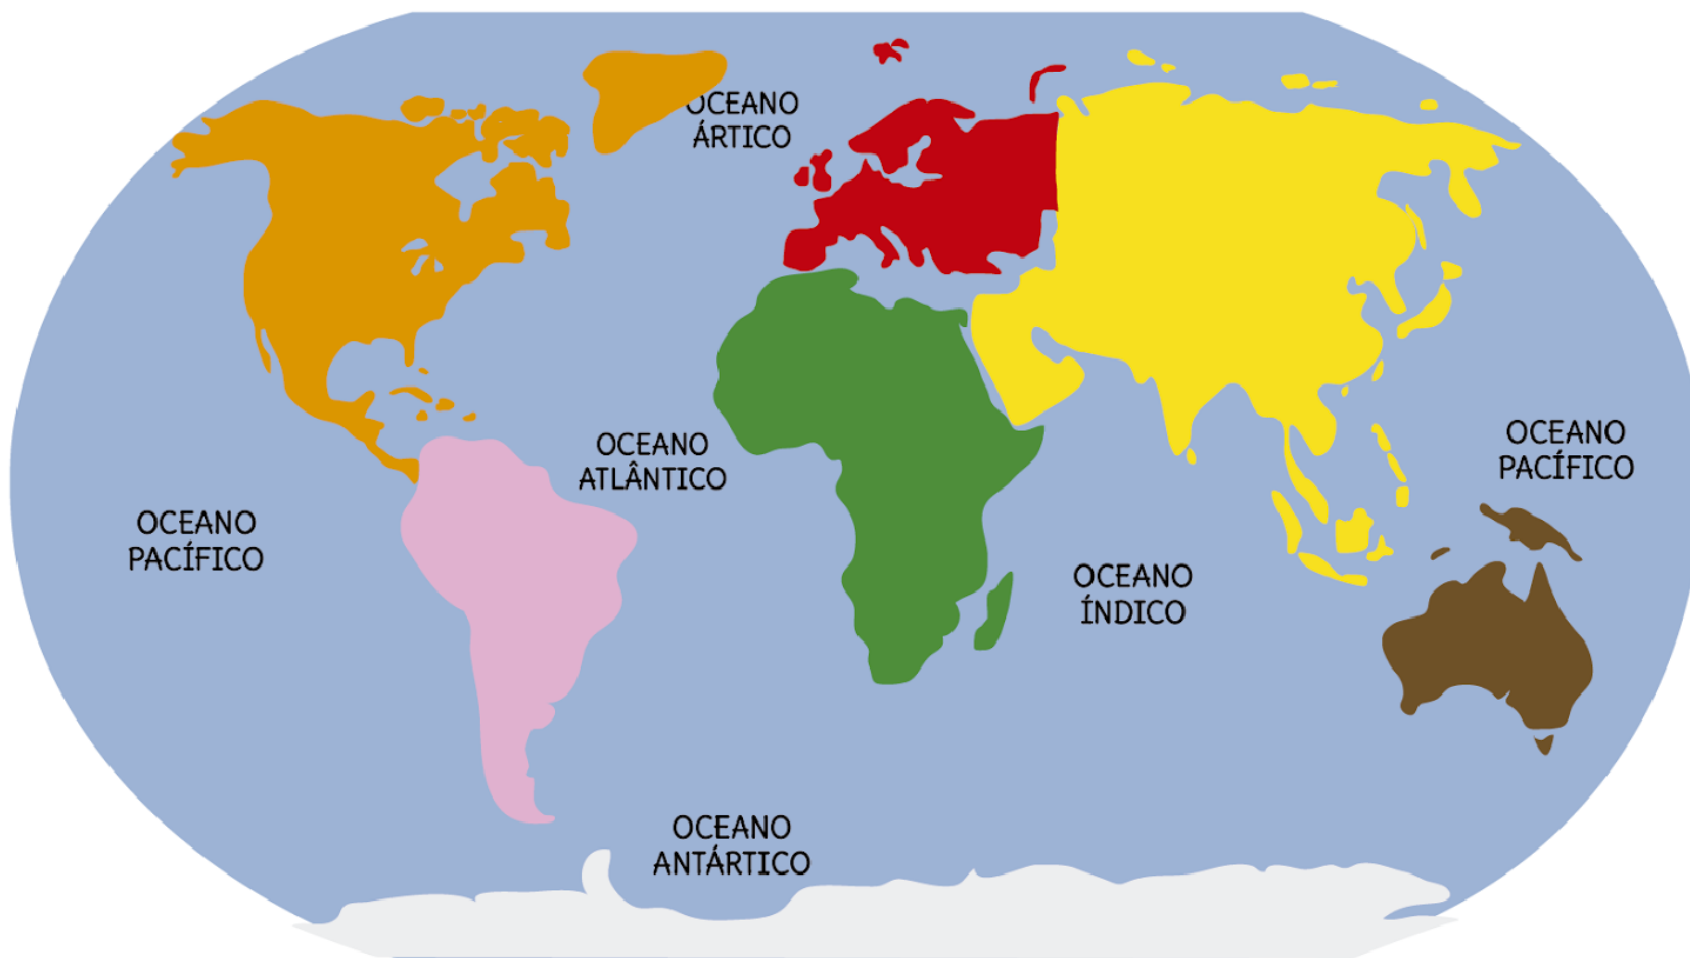 OCEANO
ÁRTICO
OCEANO
ATLÂNTICO
OCEANO
PACÍFICO
OCEANO
PACÍFICO
OCEANO
ÍNDICO
OCEANO
ANTÁRTICO